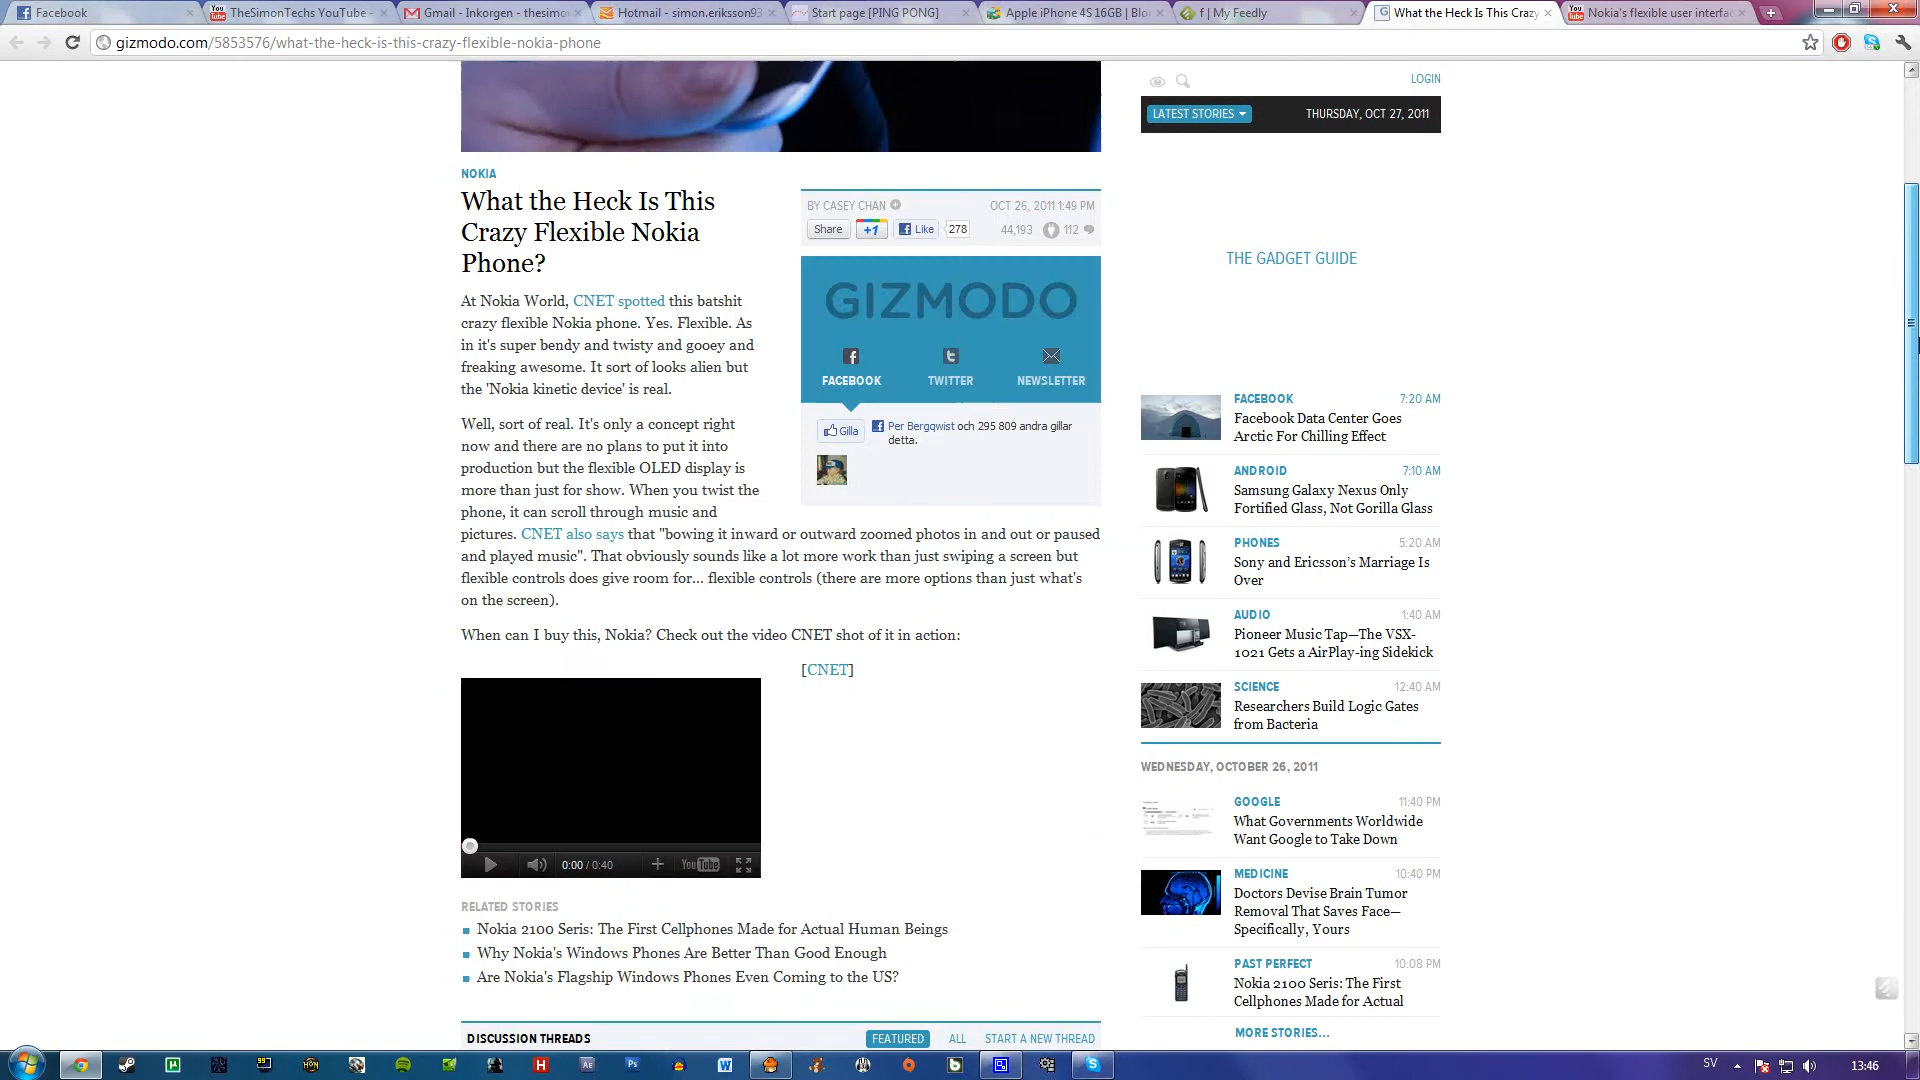 Facebook
TheSimonTechs YouTube -
Gmail - Inkorgen - thesimo
Hotmail - simon.eriksson93
Start page [PING PONG]
Apple iPhone 4S 16GB | Blo
f | My Feedly
What the Heck Is This Crazy
Nokia's flexible user interfa
gizmodo.com/5853576/what-the-heck-is-this-crazy-flexible-nokia-phone
NOKIA
What the Heck Is This
Crazy Flexible Nokia
Phone?
BY CASEY CHAN
OCT 26, 2011 1:49 PM
Share
+1
Like
278
44,193
112
At Nokia World, CNET spotted this batshit
crazy flexible Nokia phone. Yes. Flexible. As
in it's super bendy and twisty and gooey and
freaking awesome. It sort of looks alien but
the 'Nokia kinetic device' is real.
GIZMODO
FACEBOOK
TWITTER
NEWSLETTER
Gilla
Per Bergqwist och 295 809 andra gillar
detta.
Well, sort of real. It's only a concept right
now and there are no plans to put it into
production but the flexible OLED display is
more than just for show. When you twist the
phone, it can scroll through music and
pictures. CNET also says that "bowing it inward or outward zoomed photos in and out or paused
and played music". That obviously sounds like a lot more work than just swiping a screen but
flexible controls does give room for... flexible controls (there are more options than just what's
on the screen).
When can I buy this, Nokia? Check out the video CNET shot of it in action:
[CNET]
0:00 / 0:40
YouTube
RELATED STORIES
Nokia 2100 Seris: The First Cellphones Made for Actual Human Beings
Why Nokia's Windows Phones Are Better Than Good Enough
Are Nokia's Flagship Windows Phones Even Coming to the US?
DISCUSSION THREADS
FEATURED
ALL
START A NEW THREAD
LOGIN
LATEST STORIES
THURSDAY, OCT 27, 2011
THE GADGET GUIDE
FACEBOOK 7:20 AM
Facebook Data Center Goes
Arctic For Chilling Effect
ANDROID 7:10 AM
Samsung Galaxy Nexus Only
Fortified Glass, Not Gorilla Glass
PHONES 5:20 AM
Sony and Ericsson's Marriage Is
Over
AUDIO 1:40 AM
Pioneer Music Tap—The VSX-
1021 Gets a AirPlay-ing Sidekick
SCIENCE 12:40 AM
Researchers Build Logic Gates
from Bacteria
WEDNESDAY, OCTOBER 26, 2011
GOOGLE 11:40 PM
What Governments Worldwide
Want Google to Take Down
MEDICINE 10:40 PM
Doctors Devise Brain Tumor
Removal That Saves Face—
Specifically, Yours
PAST PERFECT 10:08 PM
Nokia 2100 Seris: The First
Cellphones Made for Actual
MORE STORIES...
SV
13:46